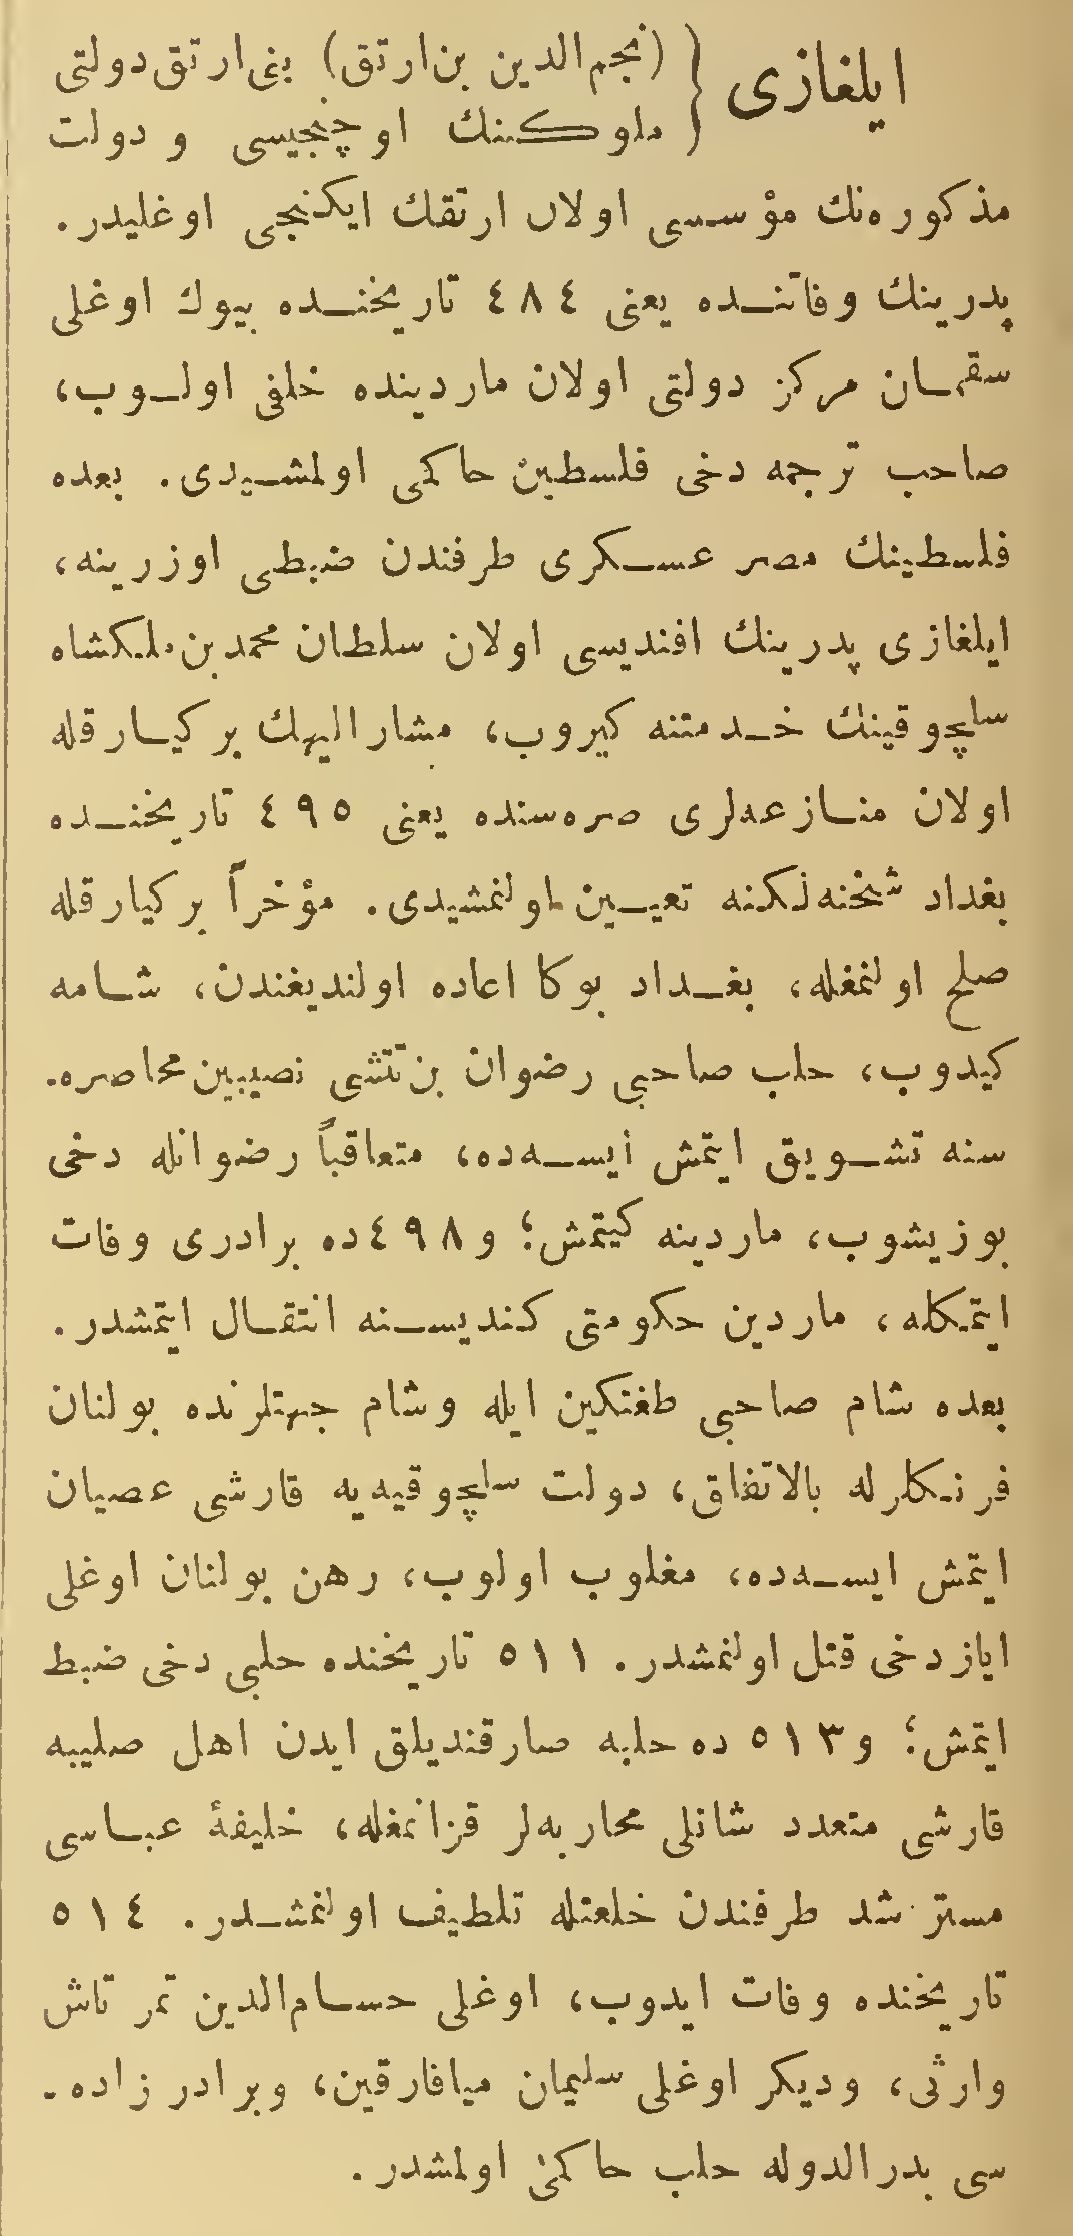 ایلغازی { (نجم‌الدین بن‌ارتق) بنی‌ارتق دولتی
ملوکنك اوچنجیسی و دولت
مذکوره‌نك مؤسسی اولان ارتقك ایکنجی اوغلیدر.
پدرینك وفاتنده یعنی ٤٨٤ تاریخنده بیوك اوغلی
سقمان مرکز دولتی اولان ماردینده خلفی اولوب،
صاحب ترجمه دخی فلسطین حاکمی اولمشیدی. بعده
فلسطینك مصر عسکری طرفندن ضبطی اوزرینه،
ایلغازی پدرینك افندیسی اولان سلطان محمد بن ملکشاه
سلجوقینك خدمتنه کیروب، مشار الیهك برکیارقله
اولان منازعه‌لری صره‌سنده یعنی ٤٩٥ تاریخنده
بغداد شحنه‌لکنه تعیین اولنمشیدی. مؤخراً برکیارقله
صلح اولنمغله، بغداد بوکا اعاده اولندیغندن، شامه
کیدوب، حلب صاحبی رضوان بن تتشی نصیبین محاصره‌-
سنه تشویق ایتمش ایسه‌ده، متعاقباً رضوانله دخی
بوزیشوب، ماردینه کیتمش؛ و ٤٩٨ ده برادری وفات
ایتمکله، ماردین حکومتی کندیسنه انتقال ایتمشدر.
بعده شام صاحبی طغتکین ایله و شام جهتلرنده بولنان
فرنکلرله بالاتفاق، دولت سلجوقیه‌یه قارشی عصیان
ایتمش ایسه‌ده، مغلوب اولوب، رهن بولنان اوغلی
ایاز دخی قتل اولنمشدر. ٥١١ تاریخنده حلبی دخی ضبط
ایتمش؛ و ٥١٣ ده حلبه صارقندیلق ایدن اهل صلیبه
قارشی متعدد شانلی محاربه‌لر قزانمغله، خلیفۀ عباسی
مسترشد طرفندن خلعتله تلطیف اولنمشدر. ٥١٤
تاریخنده وفات ایدوب، اوغلی حسام‌الدین تمرتاش
وارثی، ودیکر اوغلی سلیمان میافارقین، وبرادر زاده‌-
سی بدرالدوله حلب حاکمی اولمشدر.